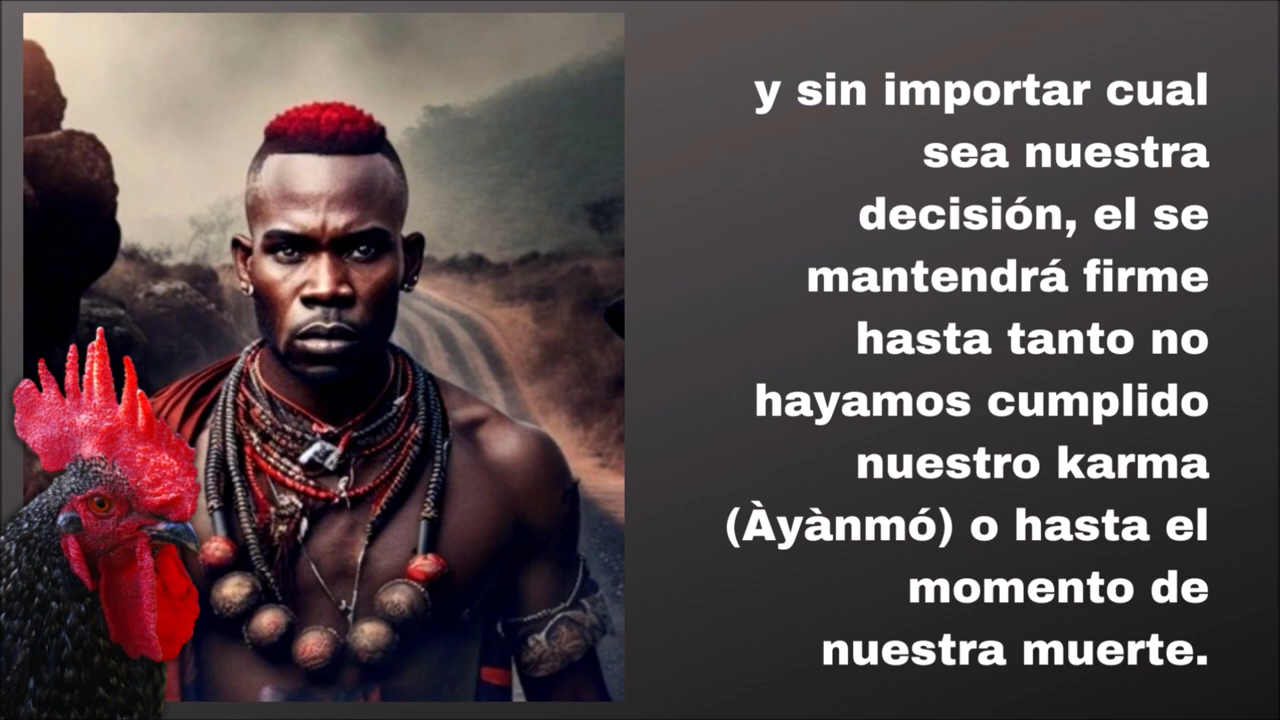 y sin importar cual
sea nuestra
decisión, el se
mantendrá firme
hasta tanto no
hayamos cumplido
nuestro karma
(Àyànmó) o hasta el
momento de
nuestra muerte.